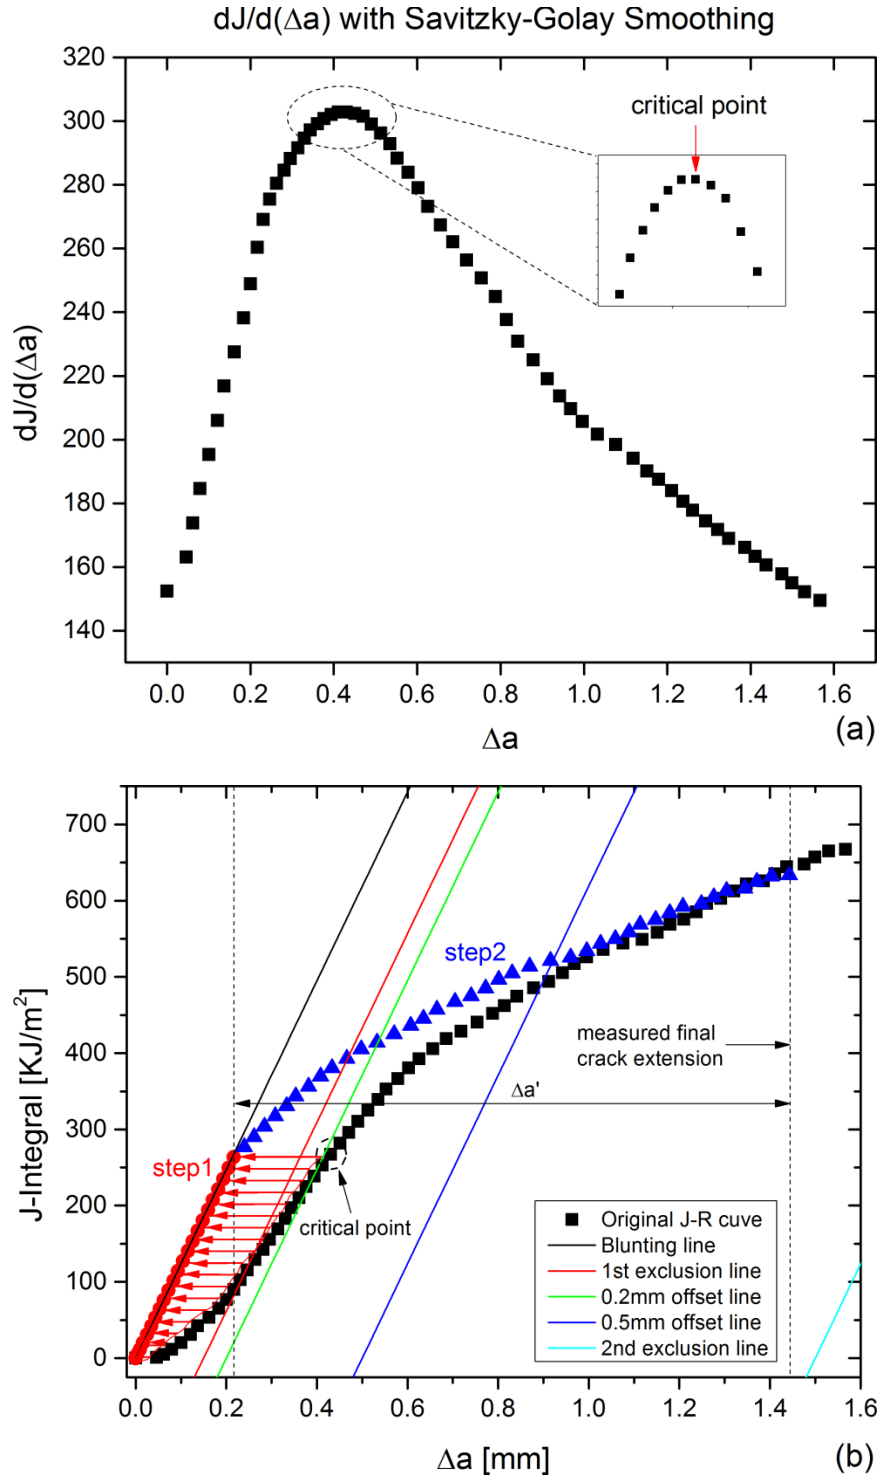 dJ/d(Δa) with Savitzky-Golay Smoothing
320
300
280
260
240
220
200
180
160
140
dJ/d(Δa)
critical point
0.0 0.2 0.4 0.6 0.8 1.0 1.2 1.4 1.6
Δa
(a)
700
600
500
400
300
200
100
0
J-Integral [KJ/m²]
step2
measured final
crack extension
Δa'
step1
critical point
Original J-R cuve
Blunting line
1st exclusion line
0.2mm offset line
0.5mm offset line
2nd exclusion line
0.0 0.2 0.4 0.6 0.8 1.0 1.2 1.4 1.6
Δa [mm]
(b)